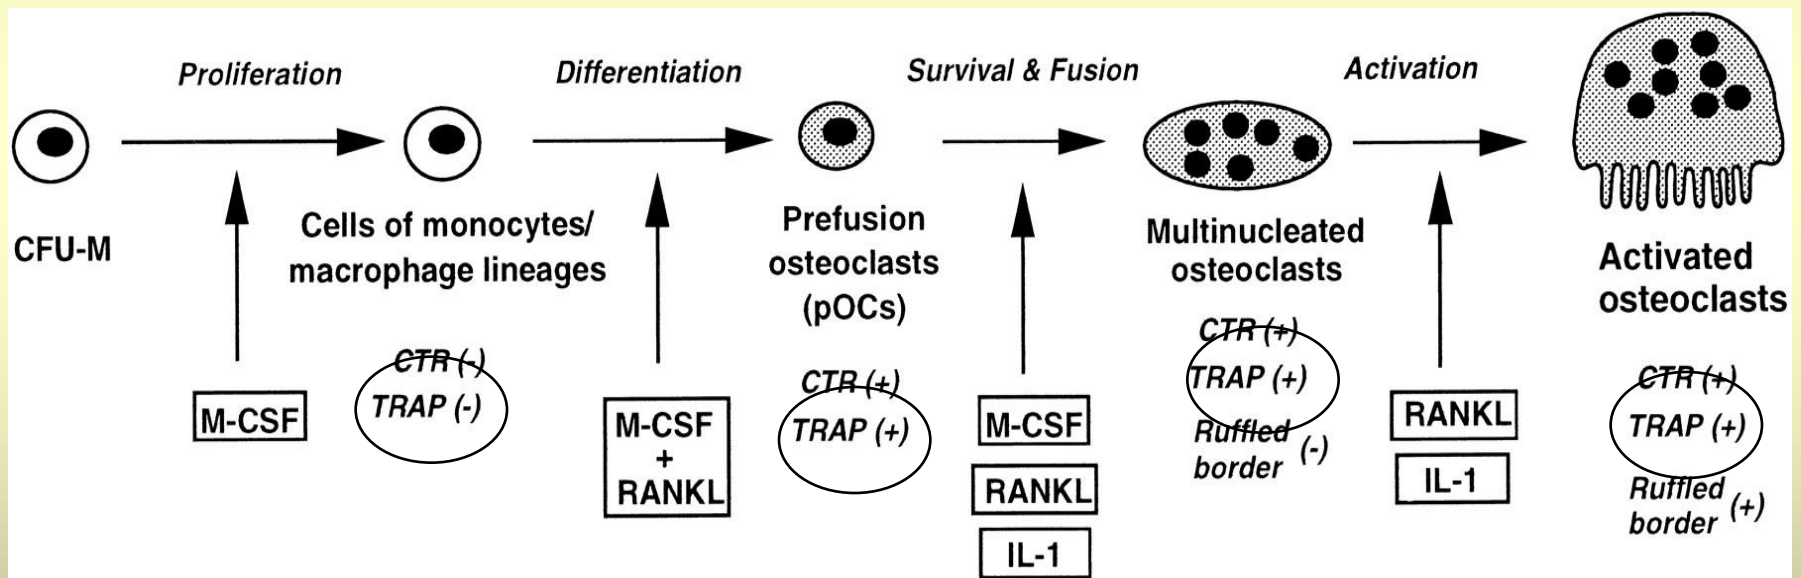 Proliferation
Differentiation
Survival & Fusion
Activation
CFU-M
Cells of monocytes/
macrophage lineages
Prefusion
osteoclasts
(pOCs)
Multinucleated
osteoclasts
Activated
osteoclasts
M-CSF
CTR (-)
TRAP (-)
M-CSF
+
RANKL
CTR (+)
TRAP (+)
M-CSF
RANKL
IL-1
CTR (+)
TRAP (+)
Ruffled
border (-)
RANKL
IL-1
CTR (+)
TRAP (+)
Ruffled
border (+)